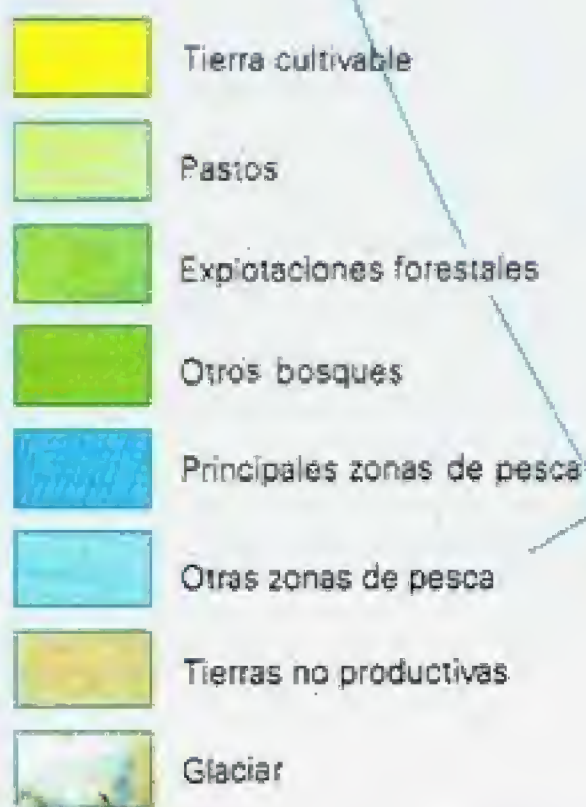 Tierra cultivable
Pastos
Explotaciones forestales
Otros bosques
Principales zonas de pesca
Otras zonas de pesca
Tierras no productivas
Glaciar